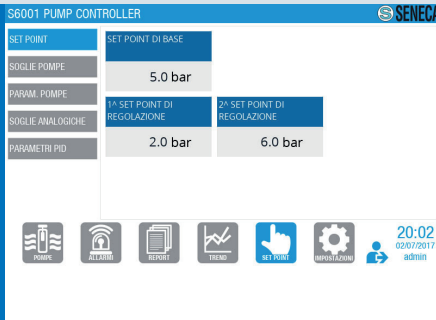 S6001 PUMP CONTROLLER
SENECA
SET POINT
SOGLIE POMPE
PARAM. POMPE
SOGLIE ANALOGICHE
PARAMETRI PID
SET POINT DI BASE
5.0 bar
1^ SET POINT DI
REGOLAZIONE
2.0 bar
2^ SET POINT DI
REGOLAZIONE
6.0 bar
POMPE
ALLARMI
REPORT
TREND
SET POINT
IMPOSTAZIONI
20:02
02/07/2017
admin